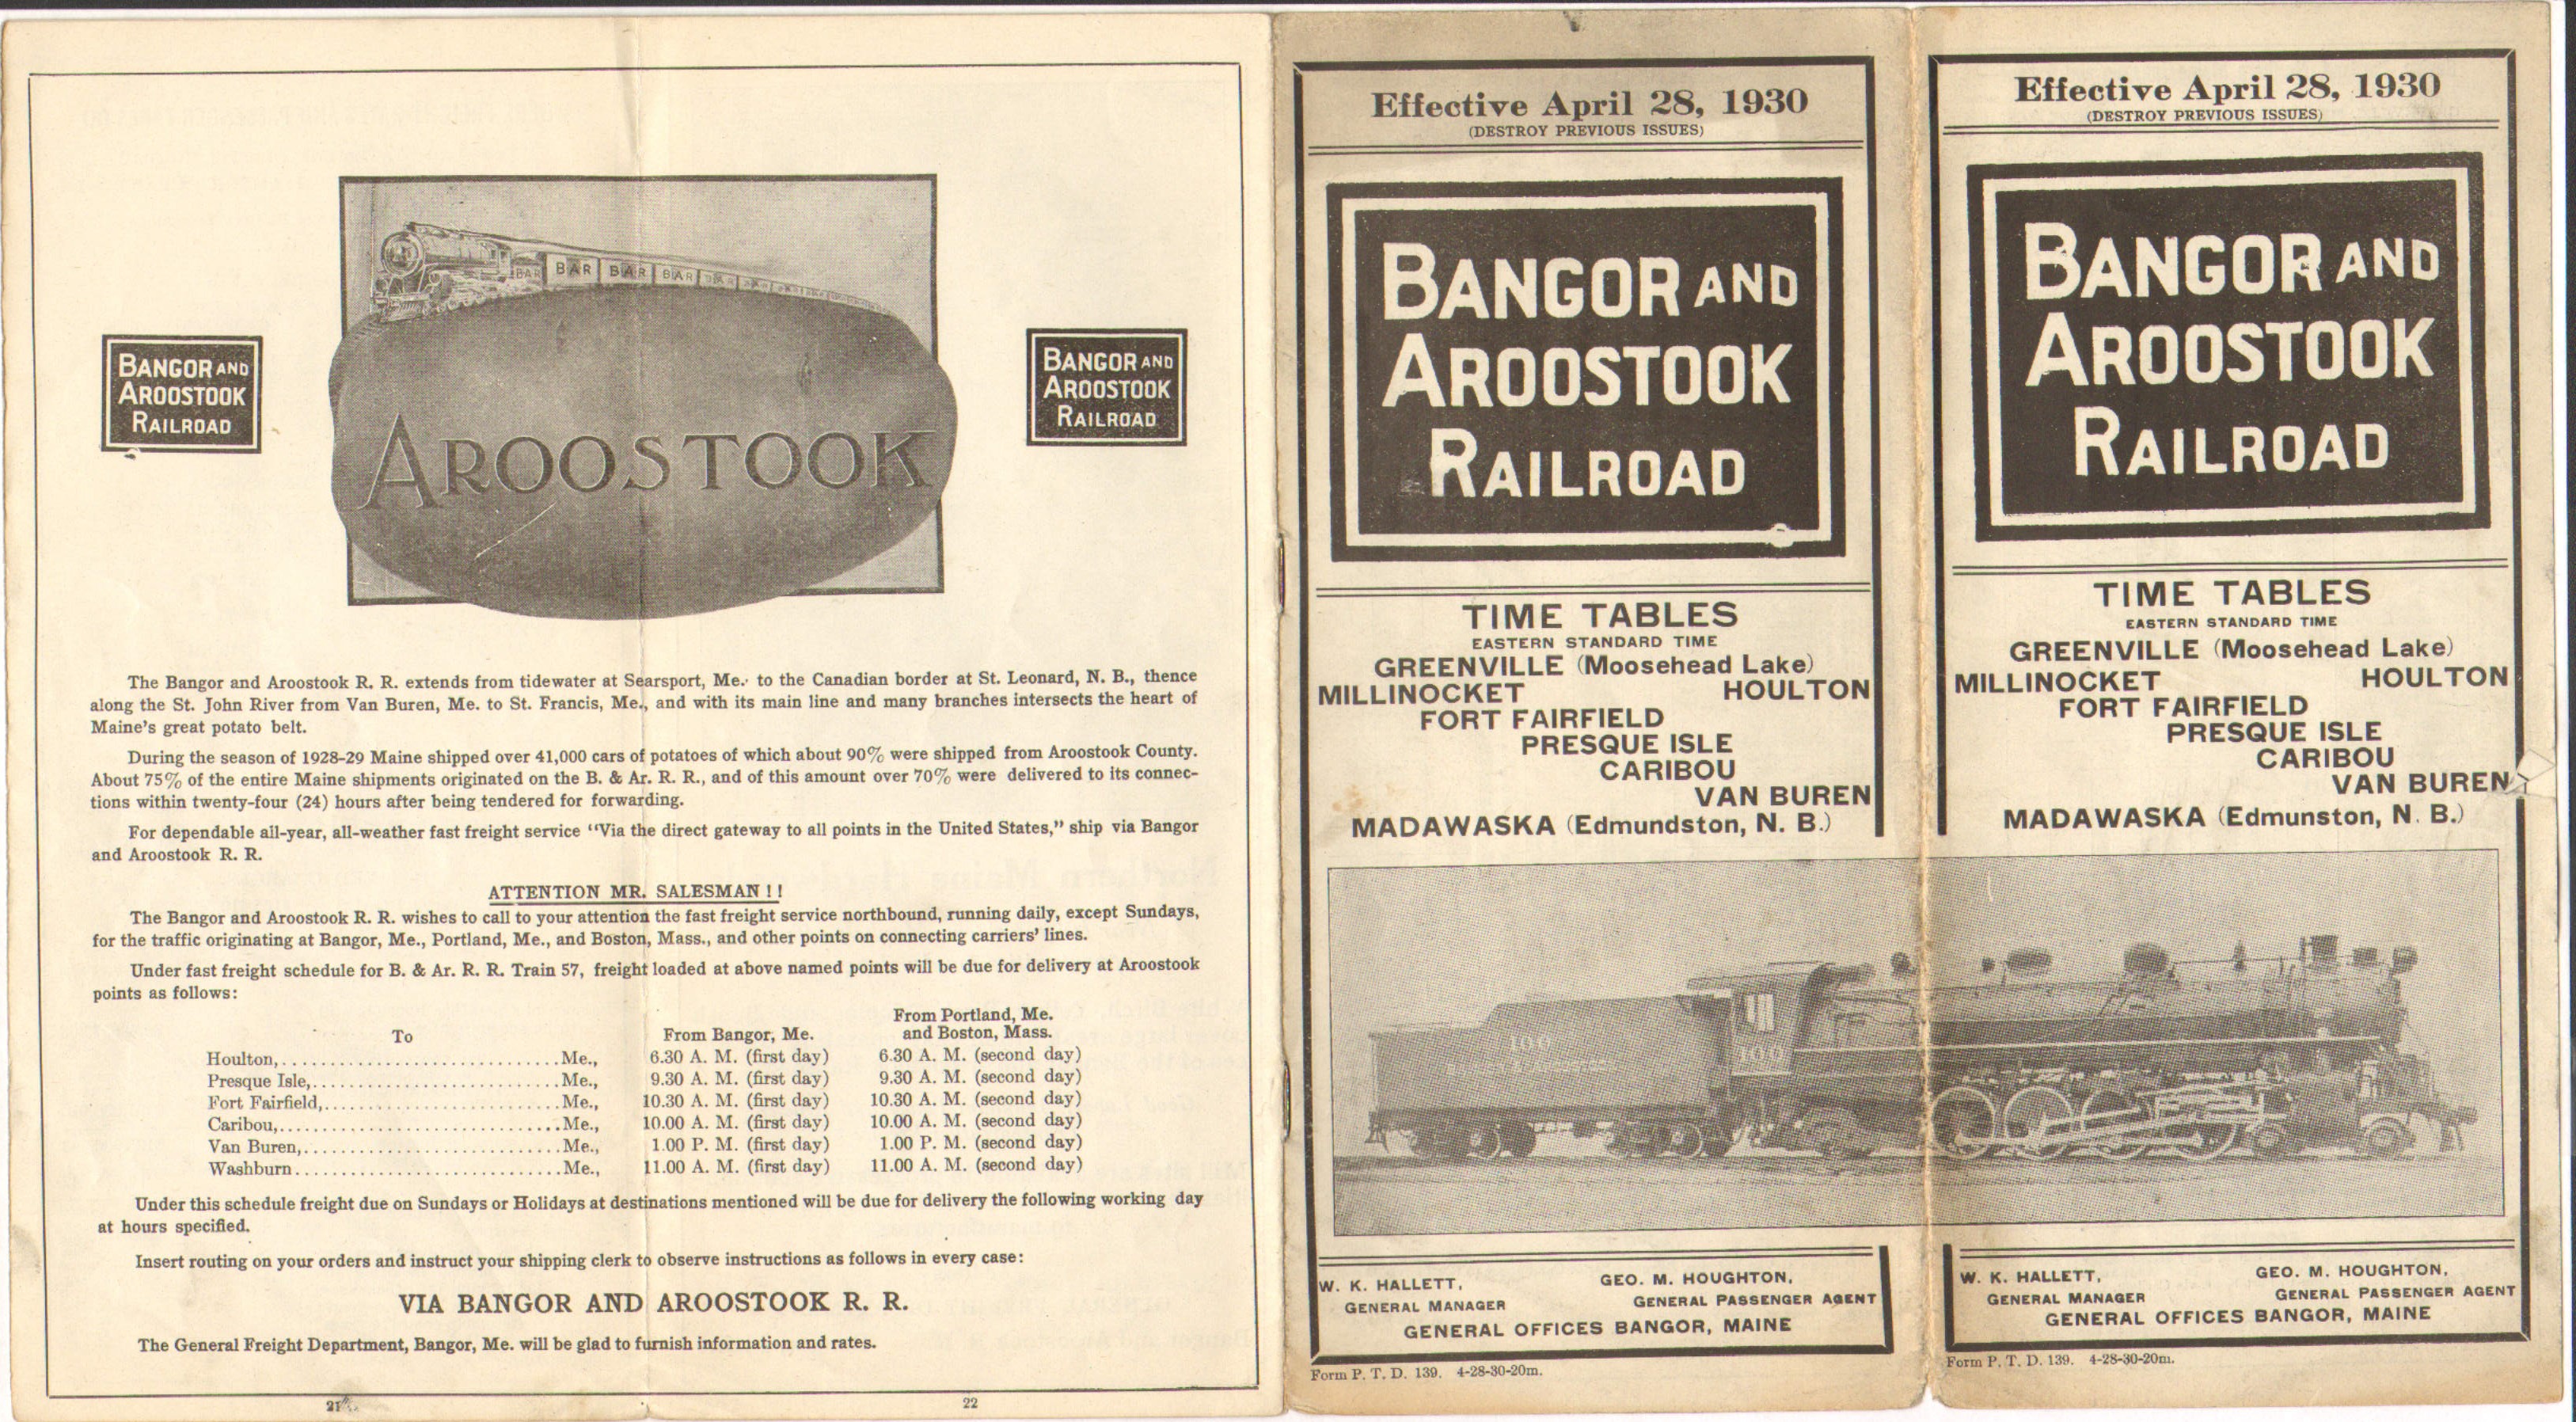 BAR BAR BAR BAR BAR BAR
BANGOR AND
AROOSTOOK
RAILROAD
AROOSTOOK
BANGOR AND
AROOSTOOK
RAILROAD
The Bangor and Aroostook R. R. extends from tidewater at Searsport, Me. to the Canadian border at St. Leonard, N. B., thence
along the St. John River from Van Buren, Me. to St. Francis, Me., and with its main line and many branches intersects the heart of
Maine's great potato belt.
During the season of 1928-29 Maine shipped over 41,000 cars of potatoes of which about 90% were shipped from Aroostook County.
About 75% of the entire Maine shipments originated on the B. & Ar. R. R., and of this amount over 70% were delivered to its connec-
tions within twenty-four (24) hours after being tendered for forwarding.
For dependable all-year, all-weather fast freight service "Via the direct gateway to all points in the United States," ship via Bangor
and Aroostook R. R.
ATTENTION MR. SALESMAN ! !
The Bangor and Aroostook R. R. wishes to call to your attention the fast freight service northbound, running daily, except Sundays,
for the traffic originating at Bangor, Me., Portland, Me., and Boston, Mass., and other points on connecting carriers' lines.
Under fast freight schedule for B. & Ar. R. R. Train 57, freight loaded at above named points will be due for delivery at Aroostook
points as follows:
From Portland, Me.
To From Bangor, Me. and Boston, Mass.
Houlton,..............................Me., 6.30 A. M. (first day) 6.30 A. M. (second day)
Presque Isle,..............................Me., 9.30 A. M. (first day) 9.30 A. M. (second day)
Fort Fairfield,..............................Me., 10.30 A. M. (first day) 10.30 A. M. (second day)
Caribou,..............................Me., 10.00 A. M. (first day) 10.00 A. M. (second day)
Van Buren,..............................Me., 1.00 P. M. (first day) 1.00 P. M. (second day)
Washburn..............................Me., 11.00 A. M. (first day) 11.00 A. M. (second day)
Under this schedule freight due on Sundays or Holidays at destinations mentioned will be due for delivery the following working day
at hours specified.
Insert routing on your orders and instruct your shipping clerk to observe instructions as follows in every case:
VIA BANGOR AND AROOSTOOK R. R.
The General Freight Department, Bangor, Me. will be glad to furnish information and rates.
21 22
Effective April 28, 1930
(DESTROY PREVIOUS ISSUES)
BANGOR AND
AROOSTOOK
RAILROAD
TIME TABLES
EASTERN STANDARD TIME
GREENVILLE (Moosehead Lake)
MILLINOCKET HOULTON
FORT FAIRFIELD
PRESQUE ISLE
CARIBOU
VAN BUREN
MADAWASKA (Edmundston, N. B.)
100 100
W. K. HALLETT, GEO. M. HOUGHTON,
GENERAL MANAGER GENERAL PASSENGER AGENT
GENERAL OFFICES BANGOR, MAINE
Form P. T. D. 139. 4-28-30-20m.
Effective April 28, 1930
(DESTROY PREVIOUS ISSUES)
BANGOR AND
AROOSTOOK
RAILROAD
TIME TABLES
EASTERN STANDARD TIME
GREENVILLE (Moosehead Lake)
MILLINOCKET HOULTON
FORT FAIRFIELD
PRESQUE ISLE
CARIBOU
VAN BUREN
MADAWASKA (Edmunston, N. B.)
W. K. HALLETT, GEO. M. HOUGHTON,
GENERAL MANAGER GENERAL PASSENGER AGENT
GENERAL OFFICES BANGOR, MAINE
Form P. T. D. 139. 4-28-30-20m.